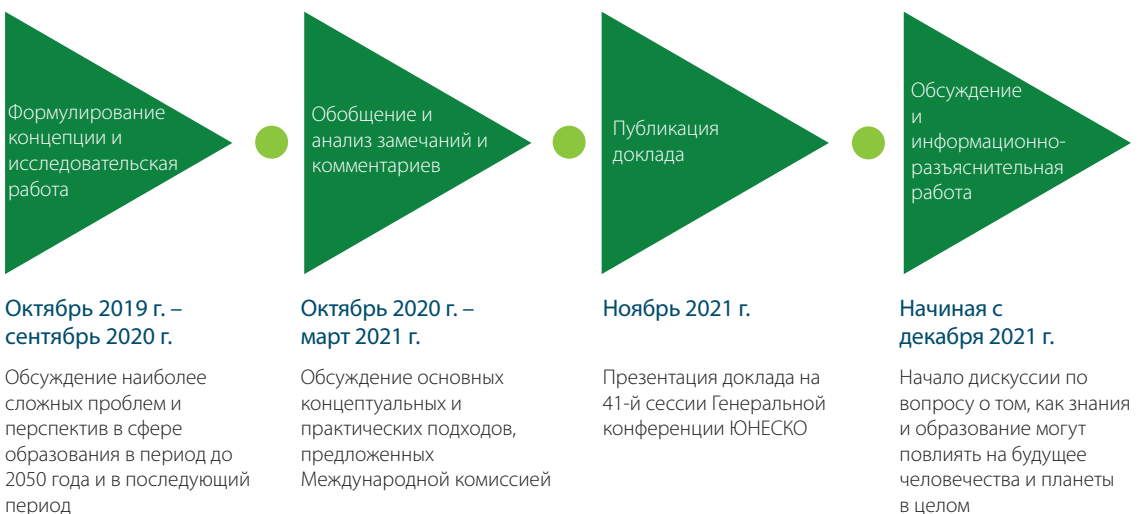 Формулирование
концепции и
исследовательская
работа
Обобщение и
анализ замечаний и
комментариев
Публикация
доклада
Обсуждение
и
информационно-
разъяснительная
работа
Октябрь 2019 г. –
сентябрь 2020 г.
Обсуждение наиболее
сложных проблем и
перспектив в сфере
образования в период до
2050 года и в последующий
период
Октябрь 2020 г. –
март 2021 г.
Обсуждение основных
концептуальных и
практических подходов,
предложенных
Международной комиссией
Ноябрь 2021 г.
Презентация доклада на
41-й сессии Генеральной
конференции ЮНЕСКО
Начиная с
декабря 2021 г.
Начало дискуссии по
вопросу о том, как знания
и образование могут
повлиять на будущее
человечества и планеты
в целом